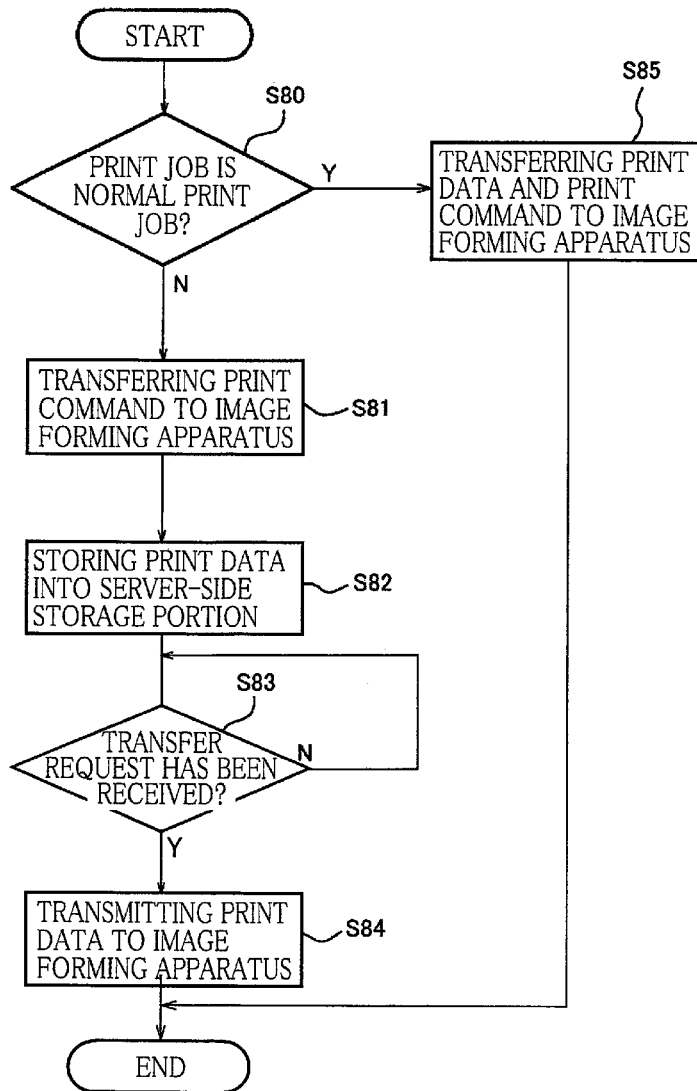 START
S80
PRINT JOB IS
NORMAL PRINT
JOB?
Y
N
S85
TRANSFERRING PRINT
DATA AND PRINT
COMMAND TO IMAGE
FORMING APPARATUS
TRANSFERRING PRINT
COMMAND TO IMAGE
FORMING APPARATUS
S81
STORING PRINT DATA
INTO SERVER-SIDE
STORAGE PORTION
S82
S83
TRANSFER
REQUEST HAS BEEN
RECEIVED?
N
Y
TRANSMITTING PRINT
DATA TO IMAGE
FORMING APPARATUS
S84
END